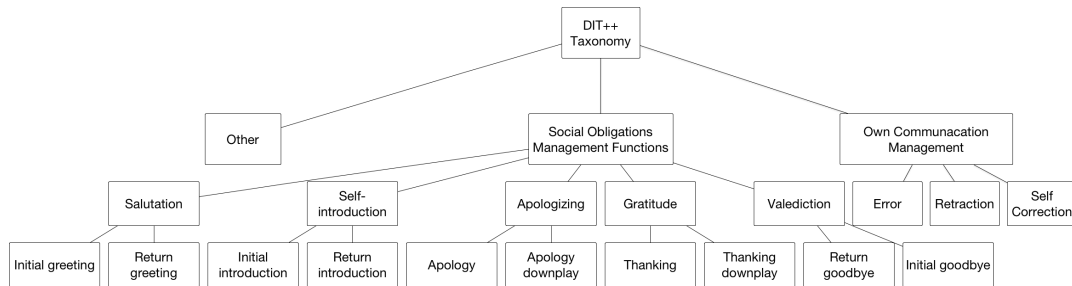 DIT++
Taxonomy
Other
Social Obligations
Management Functions
Own Communacation
Management
Salutation
Self-
introduction
Apologizing
Gratitude
Valediction
Error
Retraction
Self
Correction
Initial greeting
Return
greeting
Initial
introduction
Return
introduction
Apology
Apology
downplay
Thanking
Thanking
downplay
Return
goodbye
Initial goodbye